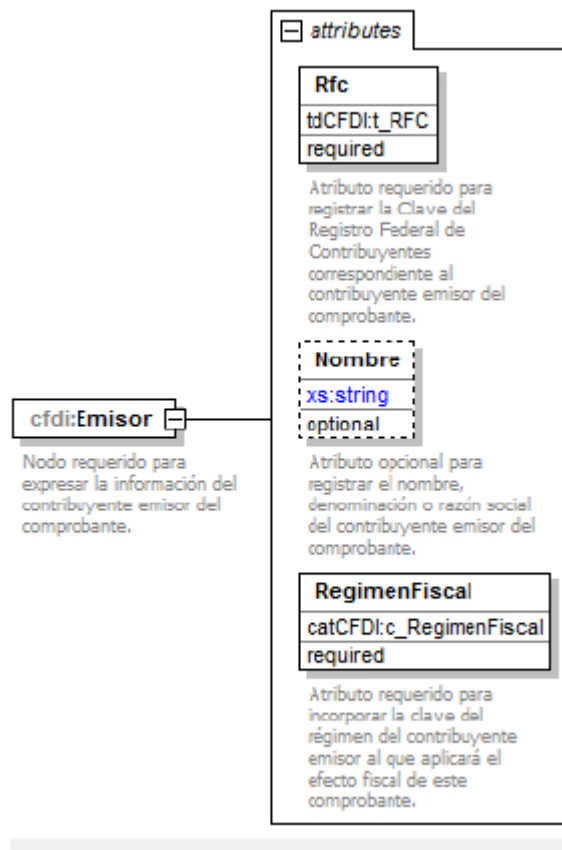 attributes
Rfc
tdCFDI:t_RFC
required
Atributo requerido para
registrar la Clave del
Registro Federal de
Contribuyentes
correspondiente al
contribuyente emisor del
comprobante.
Nombre
xs:string
optional
Atributo opcional para
registrar el nombre,
denominación o razón social
del contribuyente emisor del
comprobante.
cfdi:Emisor
Nodo requerido para
expresar la información del
contribuyente emisor del
comprobante.
RegimenFiscal
catCFDI:c_RegimenFiscal
required
Atributo requerido para
incorporar la clave del
régimen del contribuyente
emisor al que aplicará el
efecto fiscal de este
comprobante.